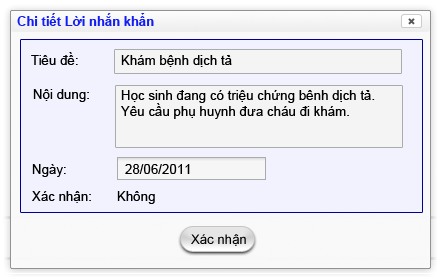 Chi tiết Lời nhắn khẩn
Tiêu đề: Khám bệnh dịch tả
Nội dung: Học sinh đang có triệu chứng bênh dịch tả.
Yêu cầu phụ huynh đưa cháu đi khám.
Ngày: 28/06/2011
Xác nhận: Không
Xác nhận